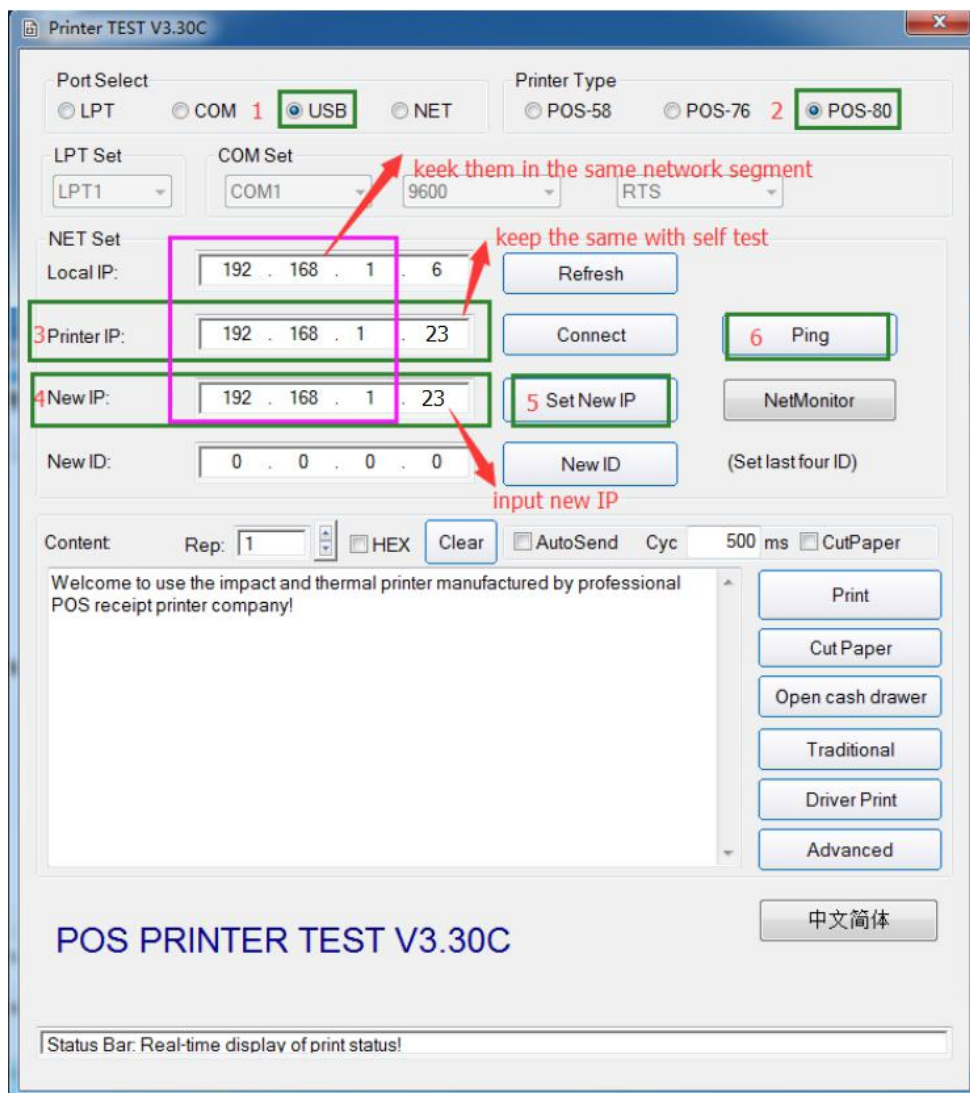 Printer TEST V3.30C
Port Select
Printer Type
LPT COM 1 USB NET
POS-58 POS-76 2 POS-80
LPT Set
COM Set
keek them in the same network segment
LPT1 COM1 9600 RTS
NET Set
keep the same with self test
Local IP: 192 . 168 . 1 . 6 Refresh
3 Printer IP: 192 . 168 . 1 . 23 Connect 6 Ping
4 New IP: 192 . 168 . 1 . 23 5 Set New IP NetMonitor
New ID: 0 . 0 . 0 . 0 New ID (Set last four ID)
input new IP
Content: Rep: 1 HEX Clear AutoSend Cyc 500 ms CutPaper
Welcome to use the impact and thermal printer manufactured by professional
POS receipt printer company!
Print
Cut Paper
Open cash drawer
Traditional
Driver Print
Advanced
中文简体
POS PRINTER TEST V3.30C
Status Bar: Real-time display of print status!